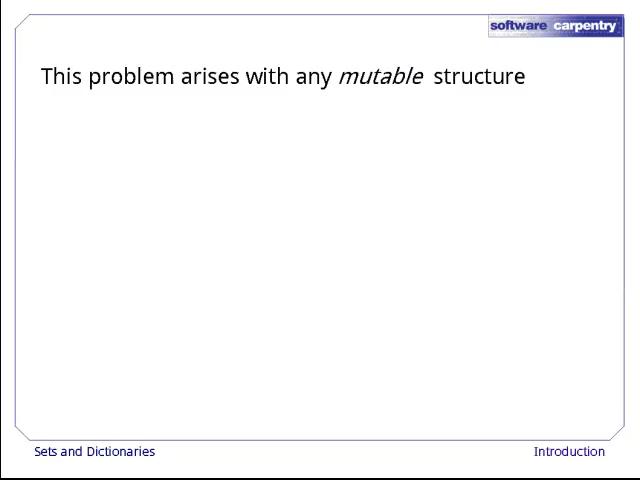 software carpentry
This problem arises with any mutable structure
Sets and Dictionaries
Introduction